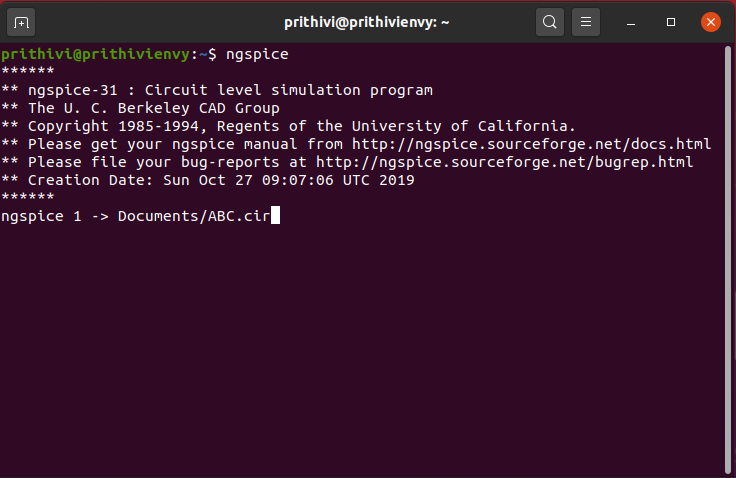 prithivi@prithivienvy: ~
prithivi@prithivienvy:~$ ngspice
******
** ngspice-31 : Circuit level simulation program
** The U. C. Berkeley CAD Group
** Copyright 1985-1994, Regents of the University of California.
** Please get your ngspice manual from http://ngspice.sourceforge.net/docs.html
** Please file your bug-reports at http://ngspice.sourceforge.net/bugrep.html
** Creation Date: Sun Oct 27 09:07:06 UTC 2019
******
ngspice 1 -> Documents/ABC.cir